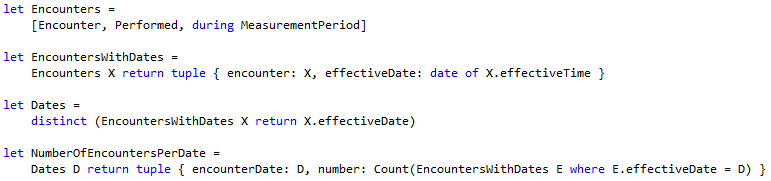 let Encounters =
[Encounter, Performed, during MeasurementPeriod]
let EncountersWithDates =
Encounters X return tuple { encounter: X, effectiveDate: date of X.effectiveTime }
let Dates =
distinct (EncountersWithDates X return X.effectiveDate)
let NumberOfEncountersPerDate =
Dates D return tuple { encounterDate: D, number: Count(EncountersWithDates E where E.effectiveDate = D) }